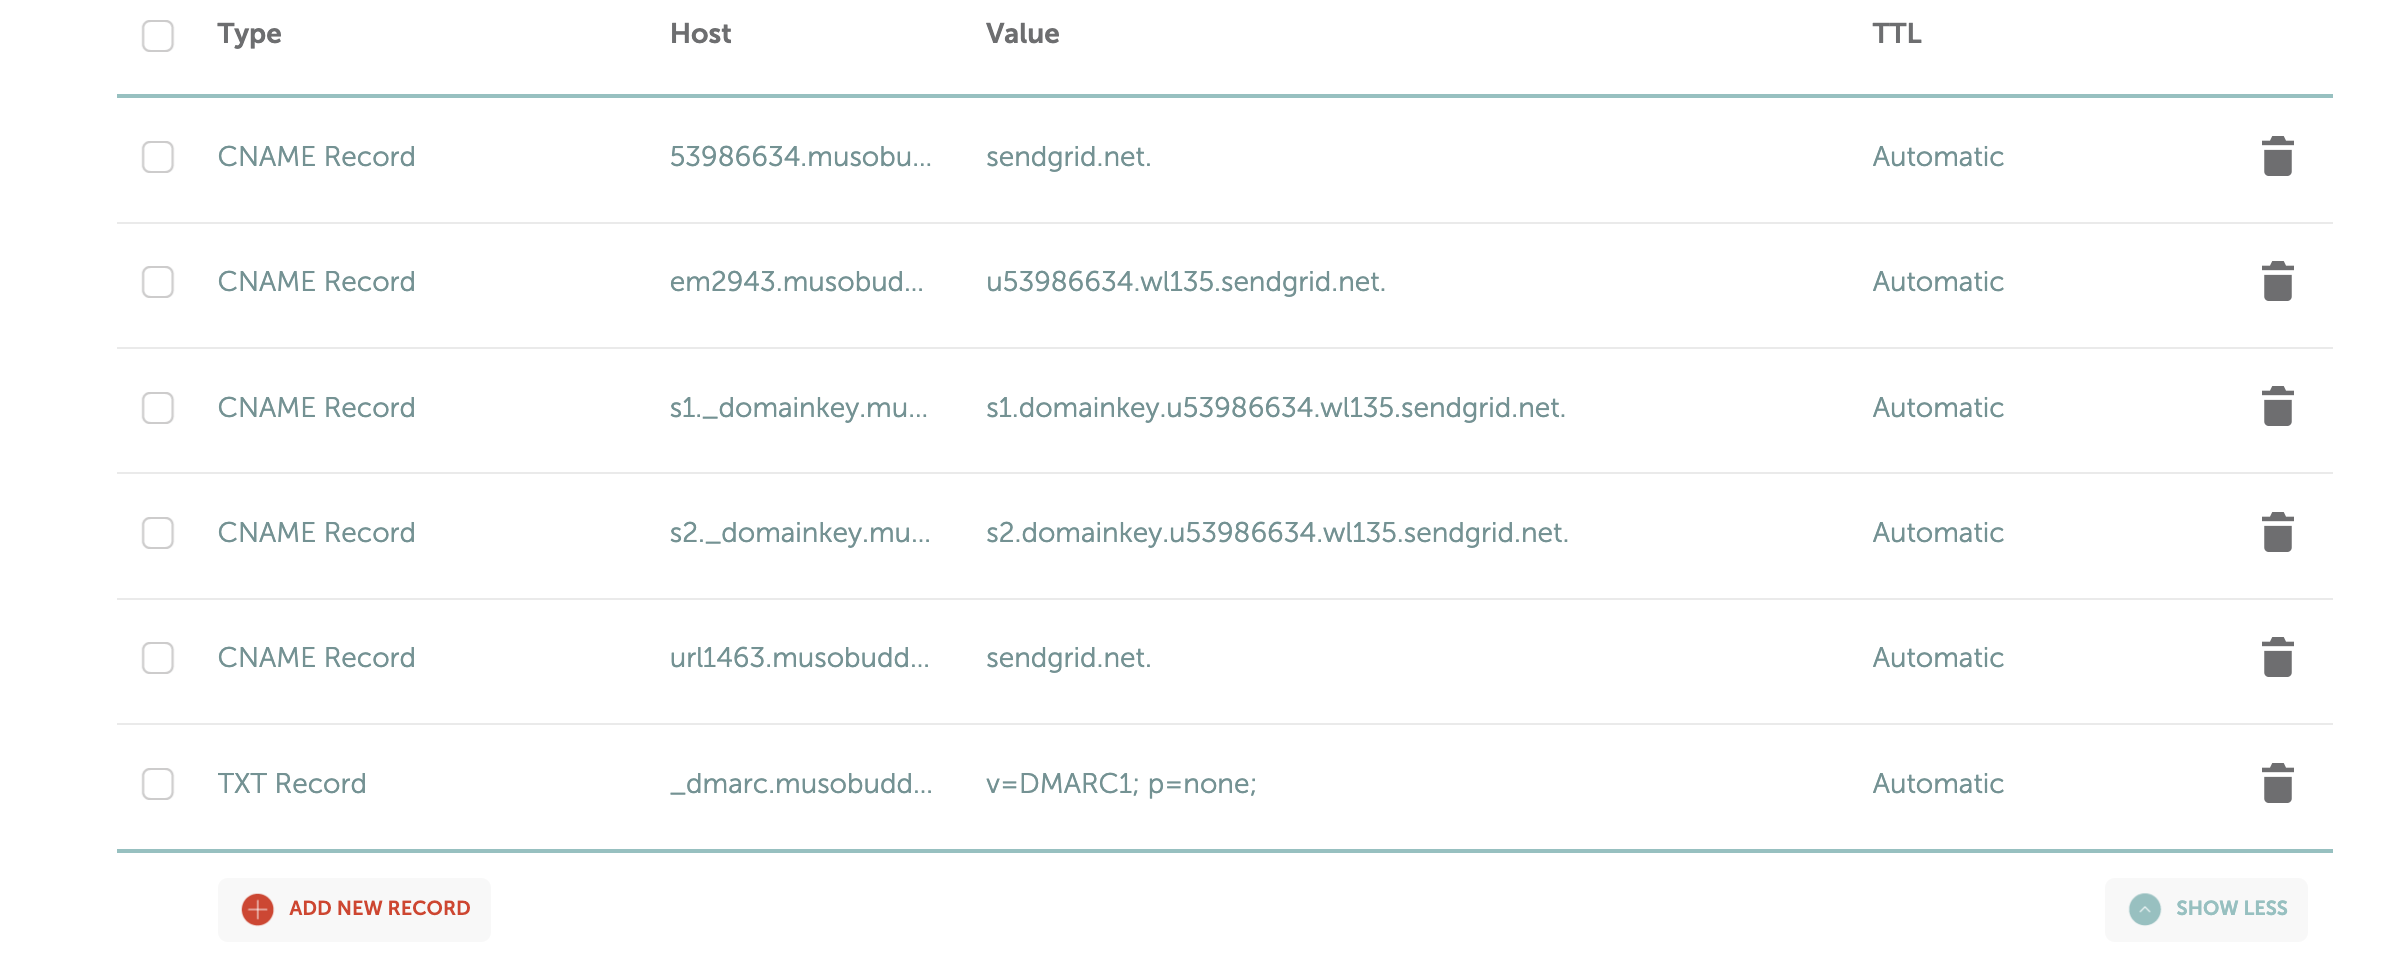 Type Host Value TTL
CNAME Record 53986634.musobu... sendgrid.net. Automatic
CNAME Record em2943.musobud... u53986634.wl135.sendgrid.net. Automatic
CNAME Record s1._domainkey.mu... s1.domainkey.u53986634.wl135.sendgrid.net. Automatic
CNAME Record s2._domainkey.mu... s2.domainkey.u53986634.wl135.sendgrid.net. Automatic
CNAME Record url1463.musobudd... sendgrid.net. Automatic
TXT Record _dmarc.musobudd... v=DMARC1; p=none; Automatic
ADD NEW RECORD SHOW LESS